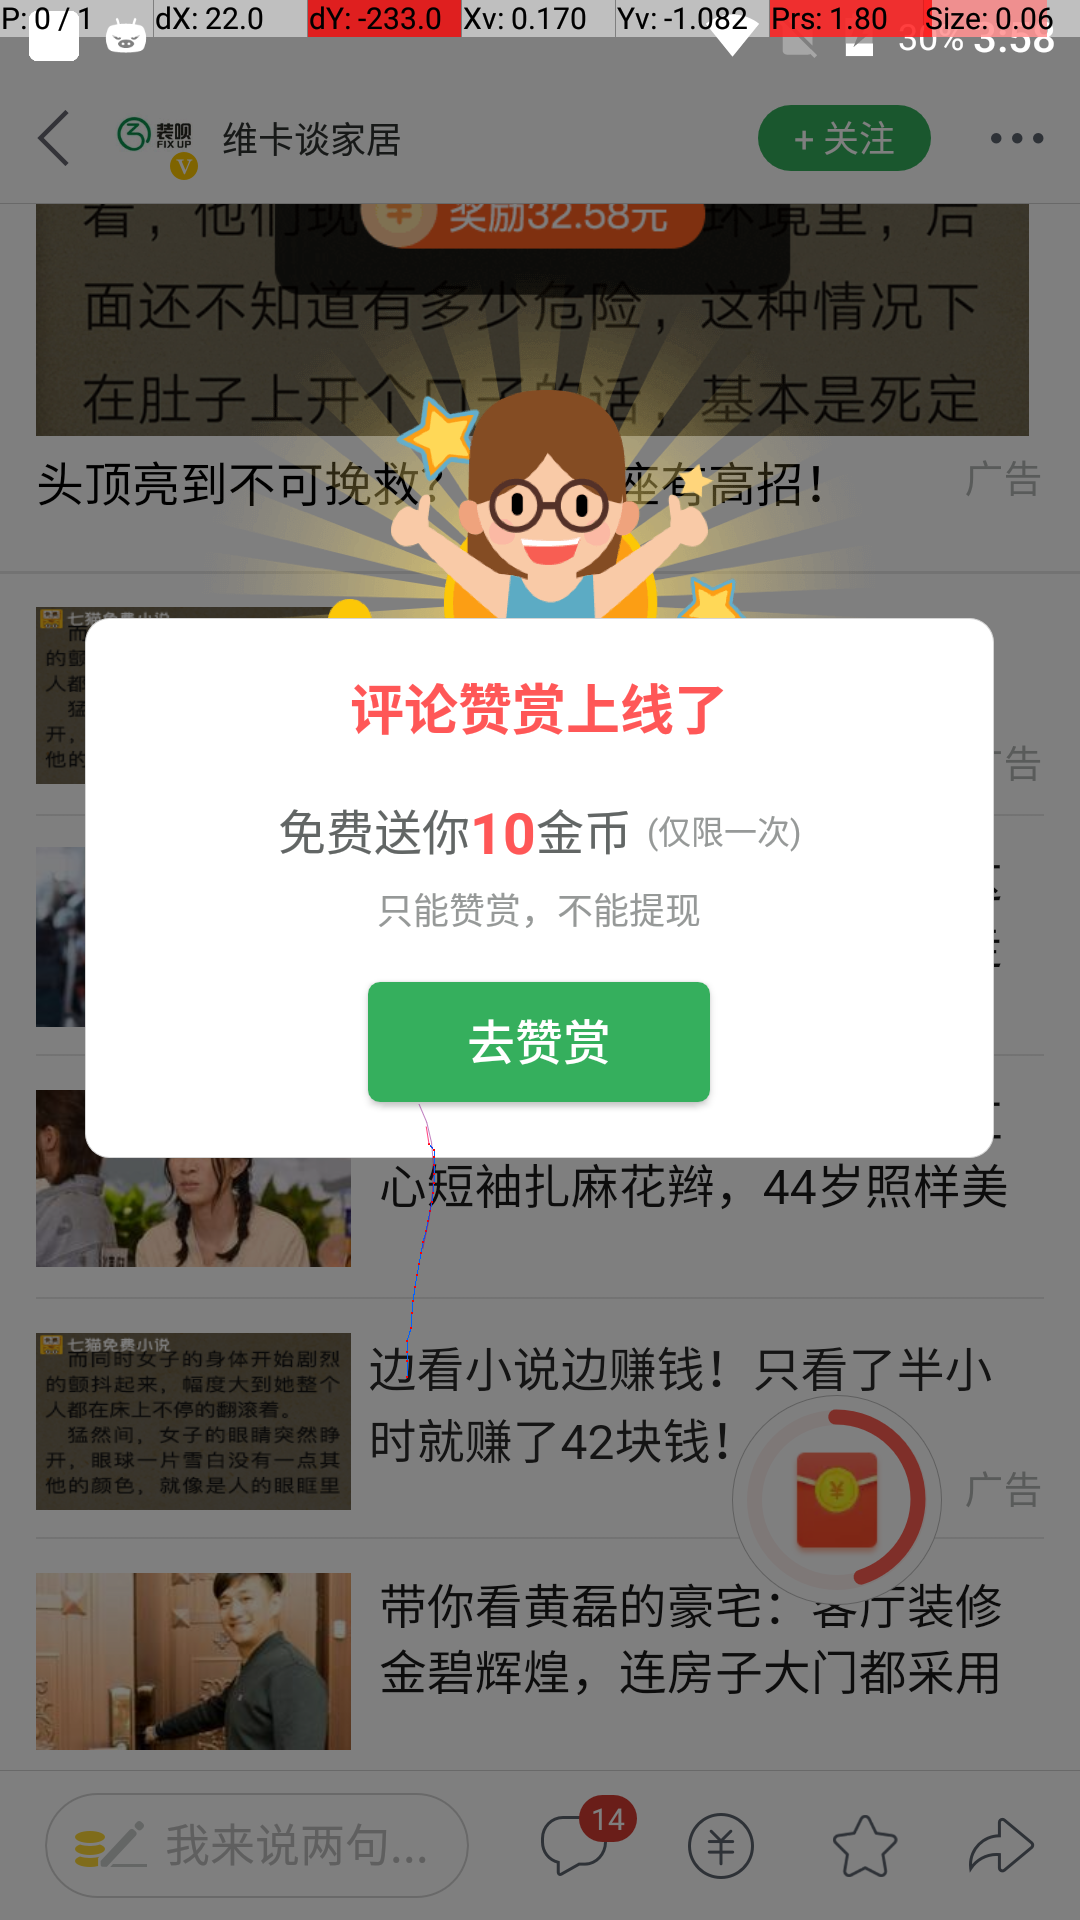 P: 0 / 1 dX: 22.0 dY: -233.0 Xv: 0.170 Yv: -1.082 Prs: 1.80 Size: 0.06
30% 3:58
装呗 FIX UP V 维卡谈家居 + 关注
奖励32.58元
看，他们现 环境里，后
面还不知道有多少危险，这种情况下
在肚子上开个口子的话，基本是死定
头顶亮到不可挽救? 座有高招！ 广告
七猫免费小说
的颤
人都
猛
开，
他的
告
评论赞赏上线了
免费送你10金币 (仅限一次)
只能赞赏，不能提现
去赞赏
心短袖扎麻花辫，44岁照样美
七猫免费小说
而同时女子的身体开始剧烈
的颤抖起来，幅度大到她整个
人都在床上不停的翻滚着。
猛然间，女子的眼睛突然睁
开，眼球一片雪白没有一点其
他的颜色，就像是人的眼眶里
边看小说边赚钱！只看了半小
时就赚了42块钱！
广告
带你看黄磊的豪宅：客厅装修
金碧辉煌，连房子大门都采用
我来说两句... 14